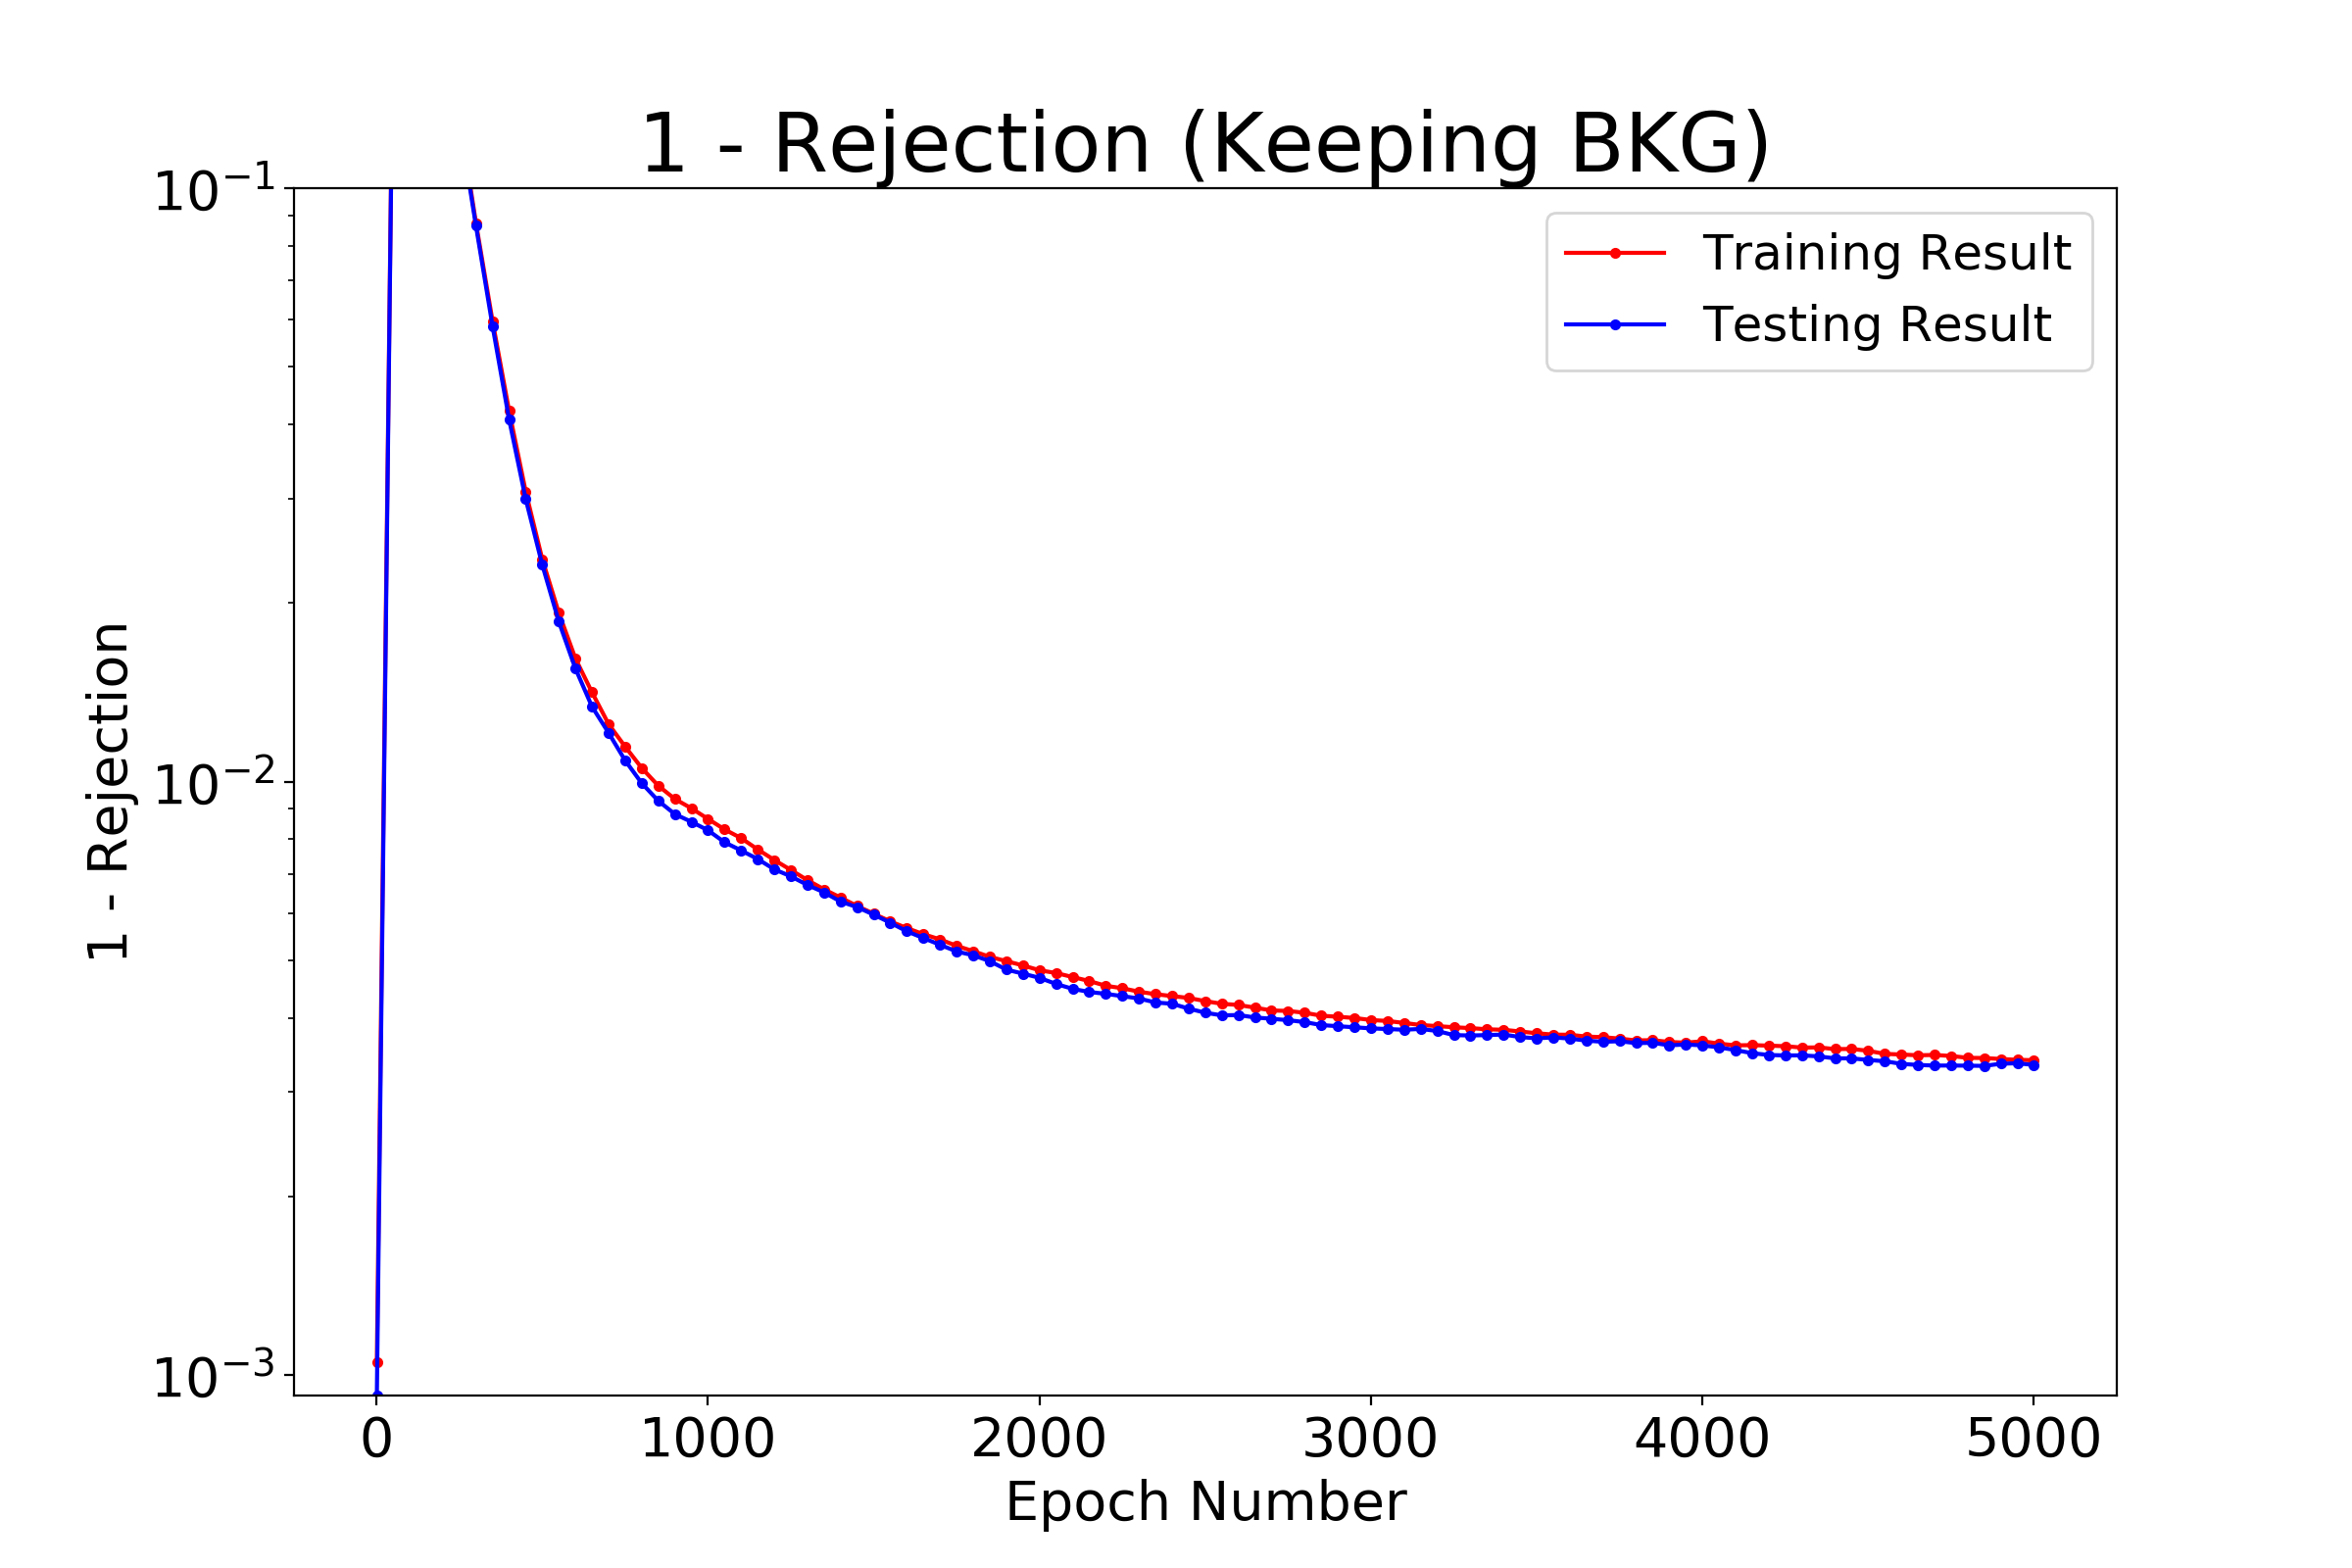 1 - Rejection (Keeping BKG)
10⁻¹
Training Result
Testing Result
1 - Rejection
10⁻²
10⁻³
0 1000 2000 3000 4000 5000
Epoch Number